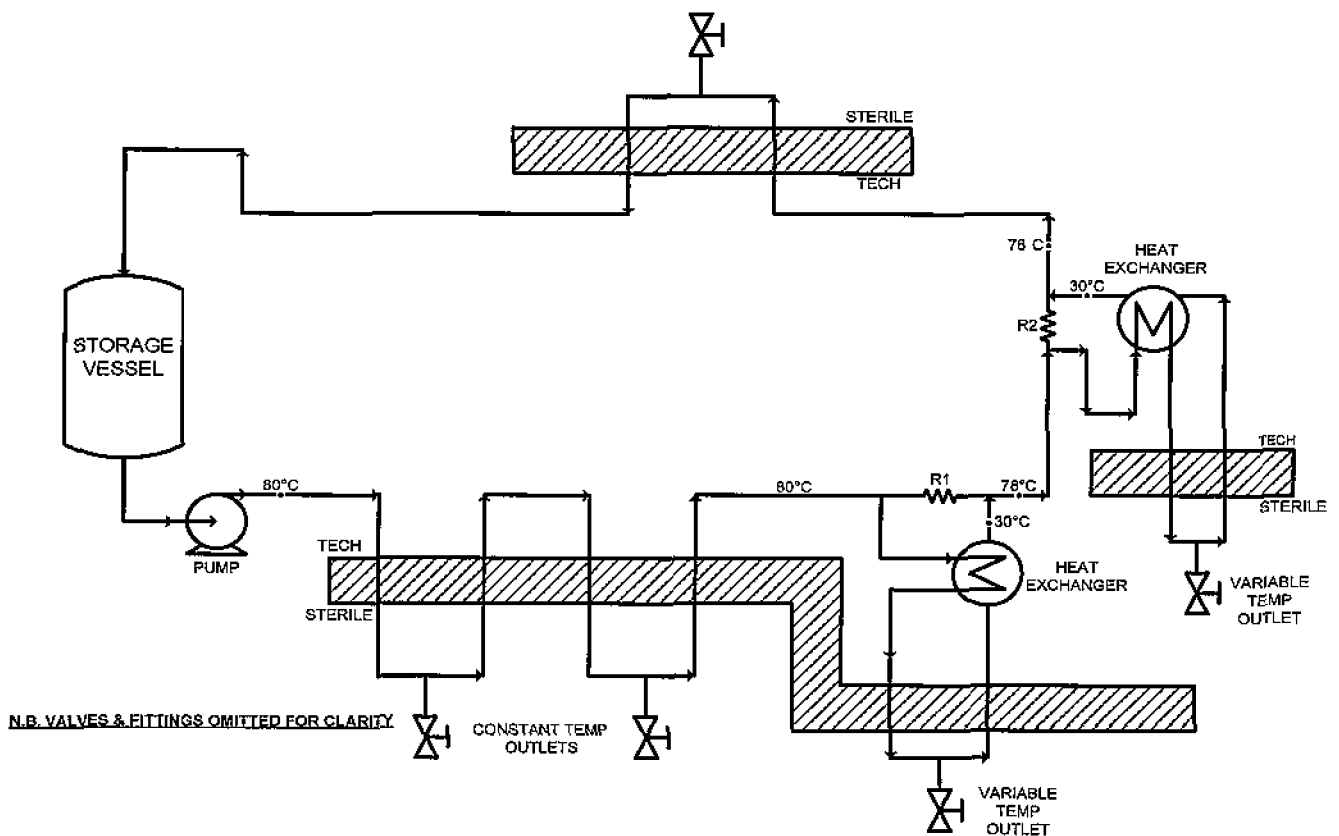 STERILE
TECH
78 C
HEAT
EXCHANGER
30°C
R2
STORAGE
VESSEL
TECH
STERILE
80°C
PUMP
80°C
R1
78°C
30°C
TECH
STERILE
HEAT
EXCHANGER
VARIABLE
TEMP
OUTLET
N.B. VALVES & FITTINGS OMITTED FOR CLARITY
CONSTANT TEMP
OUTLETS
VARIABLE
TEMP
OUTLET